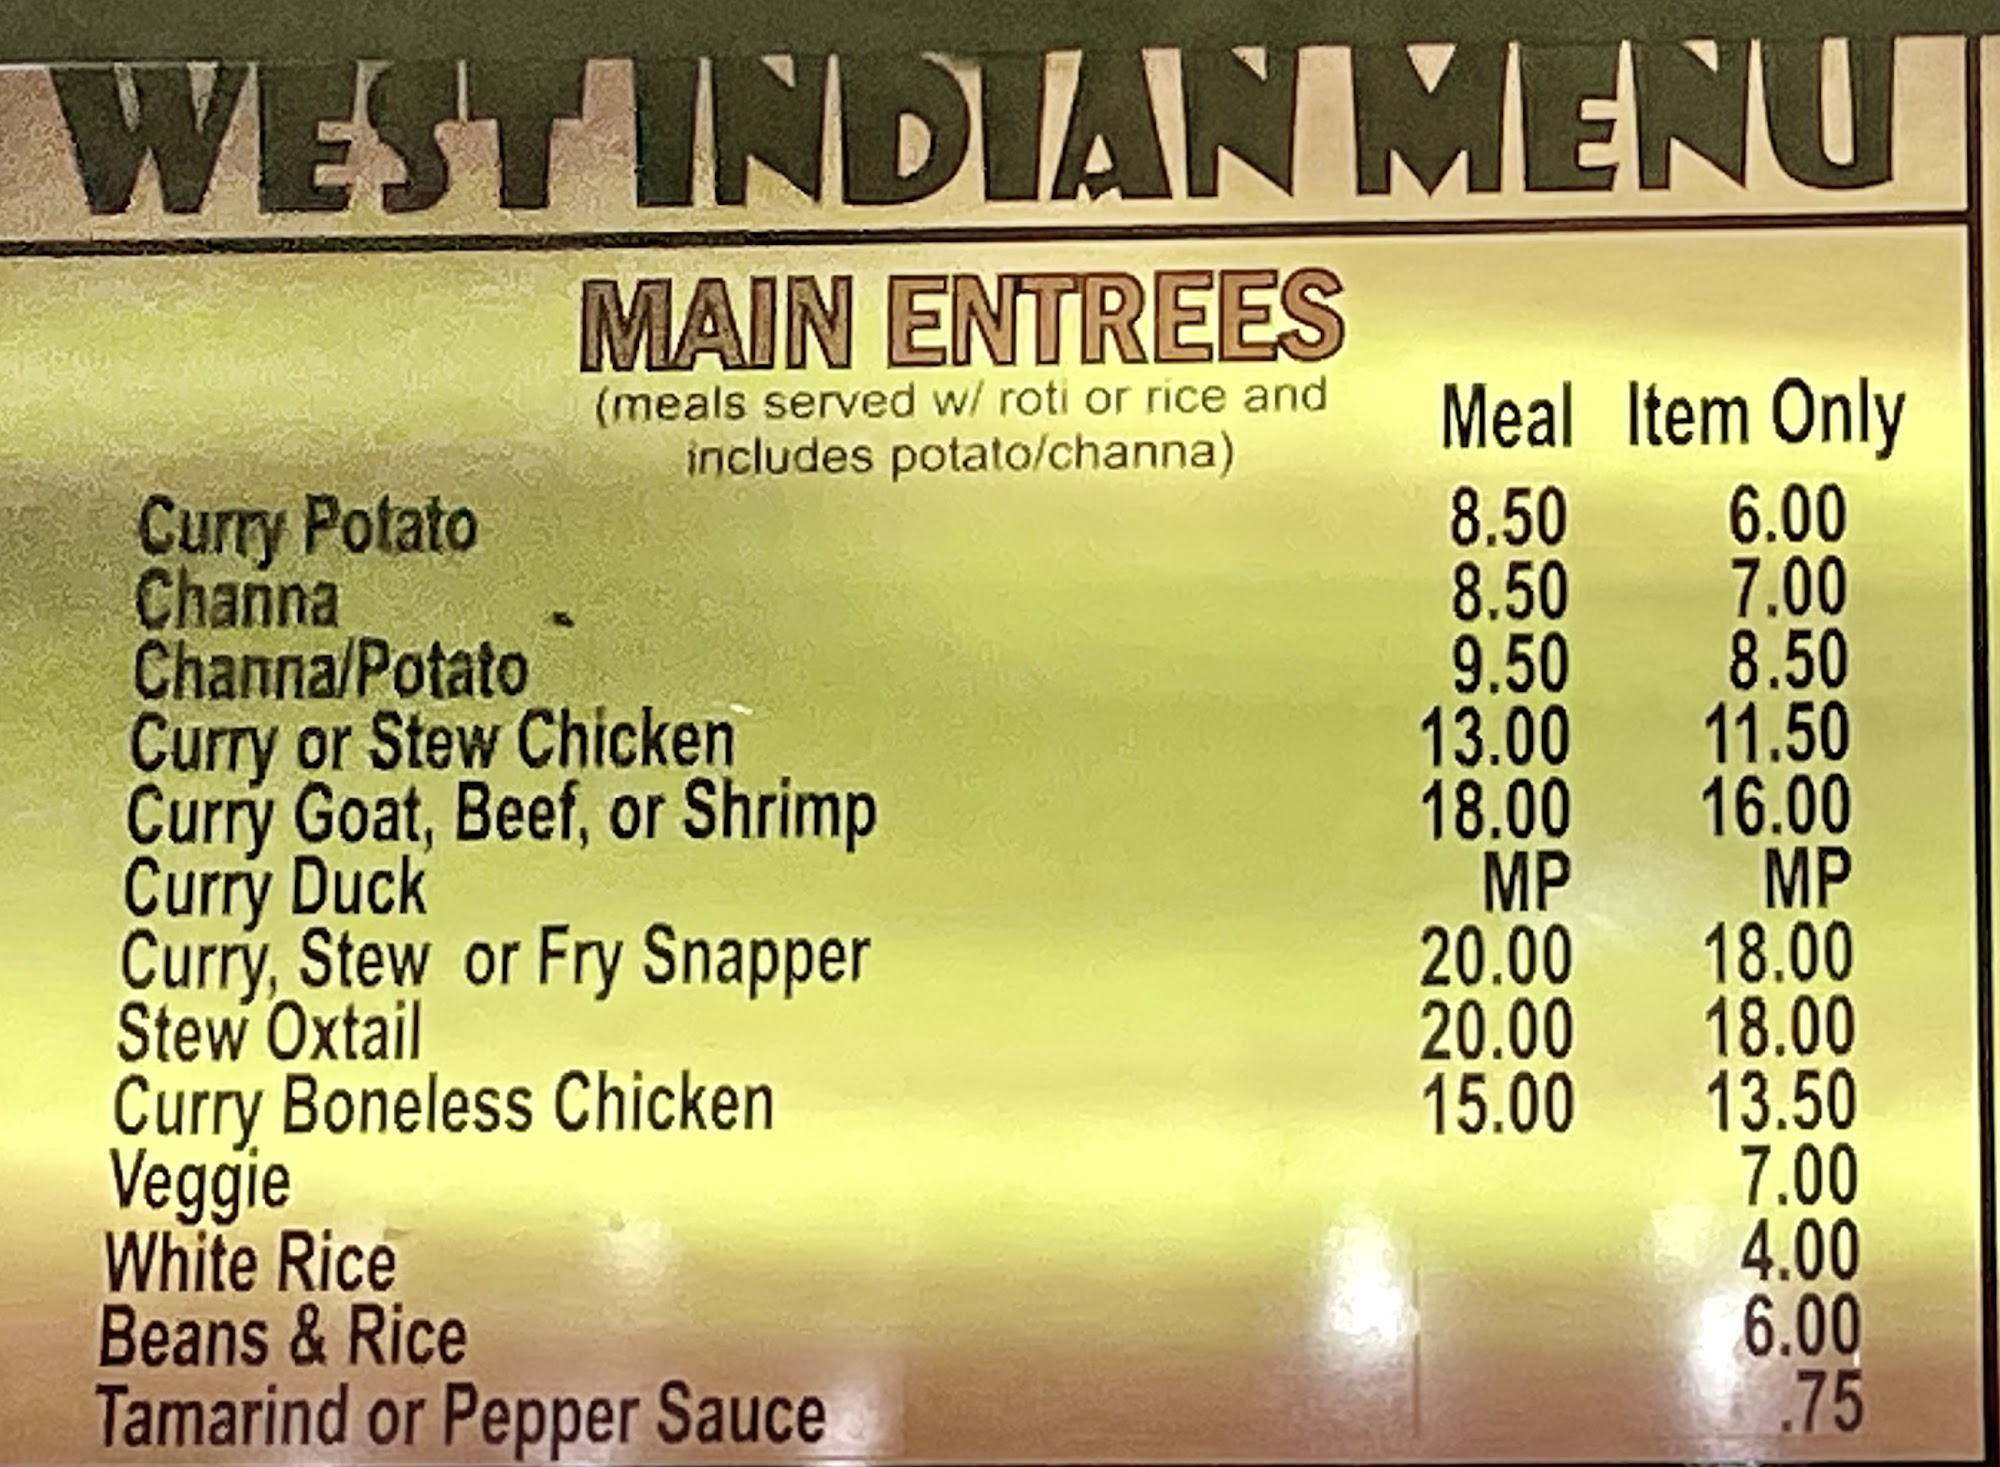 WEST INDIAN MENU
MAIN ENTREES
(meals served w/ roti or rice and
includes potato/channa)
Meal Item Only
Curry Potato 8.50 6.00
Channa 8.50 7.00
Channa/Potato 9.50 8.50
Curry or Stew Chicken 13.00 11.50
Curry Goat, Beef, or Shrimp 18.00 16.00
Curry Duck MP MP
Curry, Stew or Fry Snapper 20.00 18.00
Stew Oxtail 20.00 18.00
Curry Boneless Chicken 15.00 13.50
Veggie 7.00
White Rice 4.00
Beans & Rice 6.00
Tamarind or Pepper Sauce .75